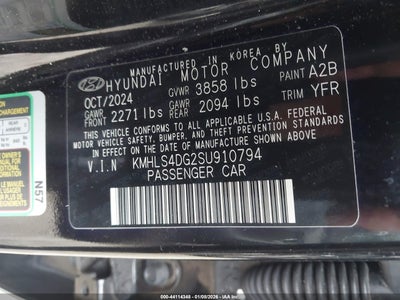 MANUFACTURED IN KOREA BY
HYUNDAI MOTOR COMPANY
OCT/2024 GVWR 3858 lbs PAINT A2B
GAWR FRONT 2271 lbs GAWR REAR 2094 lbs TRIM YFR
THIS VEHICLE CONFORMS TO ALL APPLICABLE U.S.A FEDERAL
MOTOR VEHICLE SAFETY BUMPER, AND THEFT PREVENTION
STANDARDS IN EFFECT ON THE DATE OF MANUFACTURE
SHOWN ABOVE.
V.I.N KMHLS4DG2SU910794
PASSENGER CAR
N57
000-44114348 - 01/09/2026 - © IAA Holdings, LLC